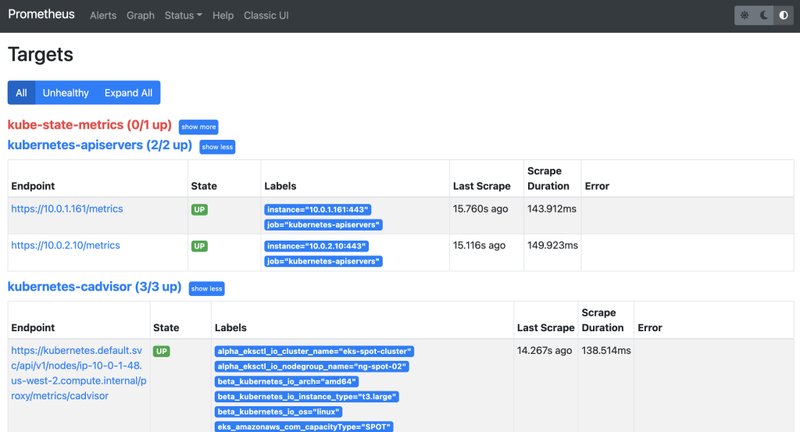 Prometheus Alerts Graph Status Help Classic UI
Targets
All Unhealthy Expand All
kube-state-metrics (0/1 up) show more
kubernetes-apiservers (2/2 up) show less
Endpoint State Labels Last Scrape Scrape Duration Error
https://10.0.1.161/metrics UP instance="10.0.1.161:443" 15.760s ago 143.912ms
job="kubernetes-apiservers"
https://10.0.2.10/metrics UP instance="10.0.2.10:443" 15.116s ago 149.923ms
job="kubernetes-apiservers"
kubernetes-cadvisor (3/3 up) show less
Endpoint State Labels Last Scrape Scrape Duration Error
https://kubernetes.default.sv UP alpha_eksctl_io_cluster_name="eks-spot-cluster" 14.267s ago 138.514ms
c/api/v1/nodes/ip-10-0-1-48. alpha_eksctl_io_nodegroup_name="ng-spot-02"
us-west-2.compute.internal/p beta_kubernetes_io_arch="amd64"
roxy/metrics/cadvisor beta_kubernetes_io_instance_type="t3.large"
beta_kubernetes_io_os="linux"
eks_amazonaws_com_capacityType="SPOT"